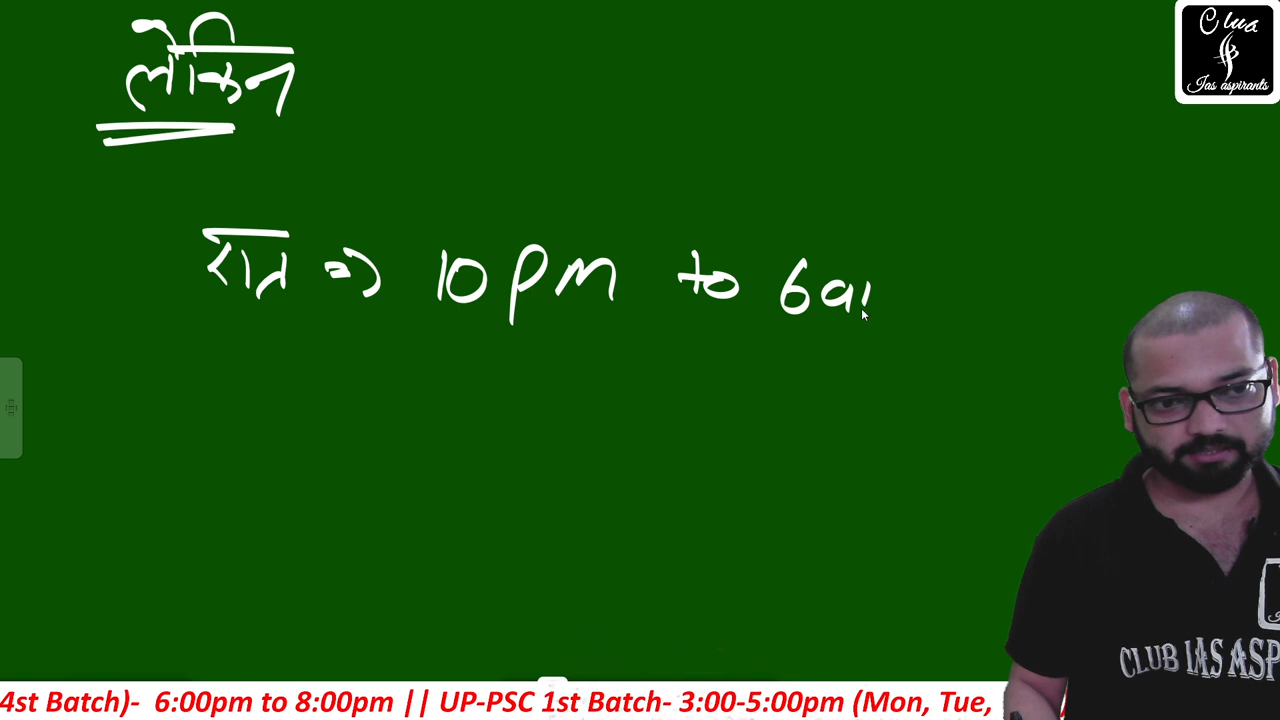 Club
Ias aspirants
लेकिन
रात ⇒ 10 pm to 6 a
CLUB IAS ASP
4st Batch)- 6:00pm to 8:00pm || UP-PSC 1st Batch- 3:00-5:00pm (Mon, Tue,